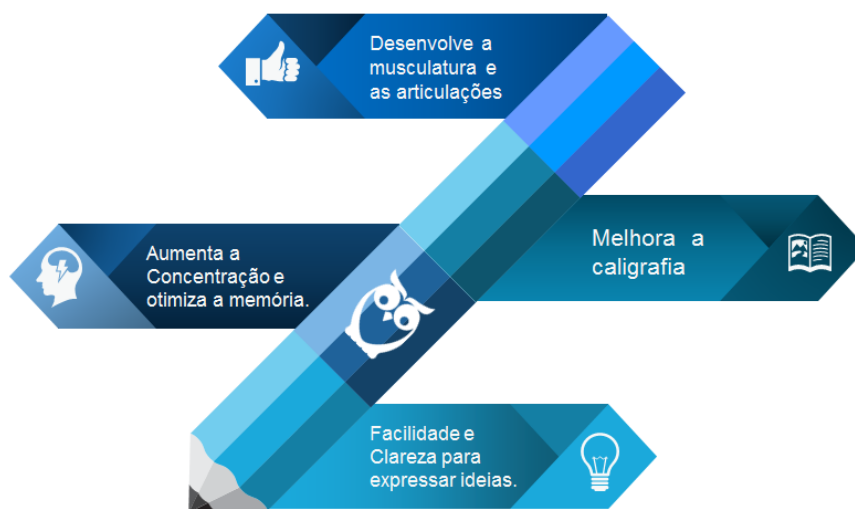 Desenvolve a
musculatura e
as articulações
Melhora a
caligrafia
Aumenta a
Concentração e
otimiza a memória.
Facilidade e
Clareza para
expressar ideias.